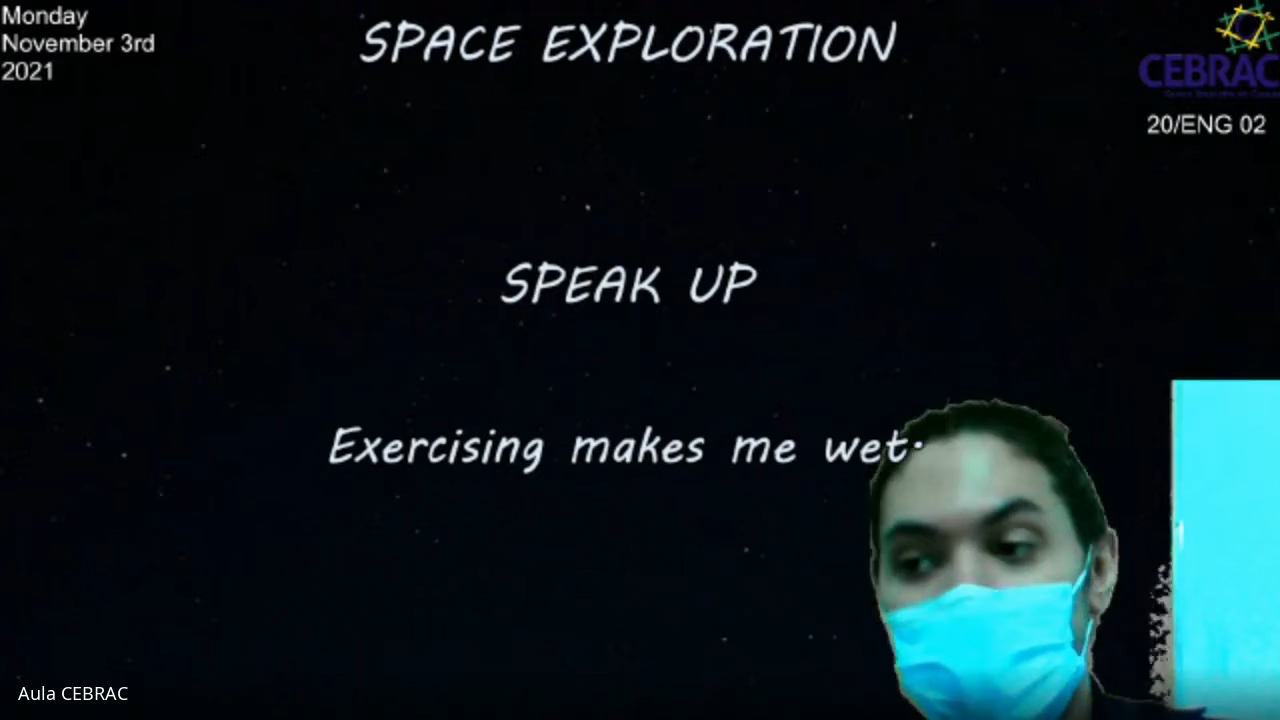 Monday
November 3rd
2021
SPACE EXPLORATION
CEBRAC
20/ENG 02
SPEAK UP
Exercising makes me wet.
Aula CEBRAC